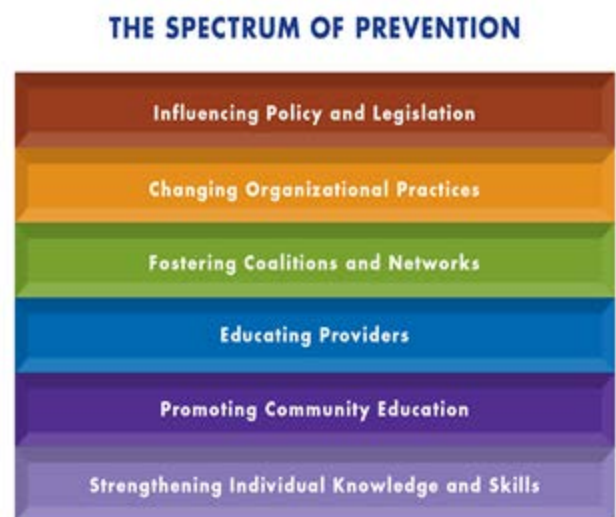 THE SPECTRUM OF PREVENTION
Influencing Policy and Legislation
Changing Organizational Practices
Fostering Coalitions and Networks
Educating Providers
Promoting Community Education
Strengthening Individual Knowledge and Skills